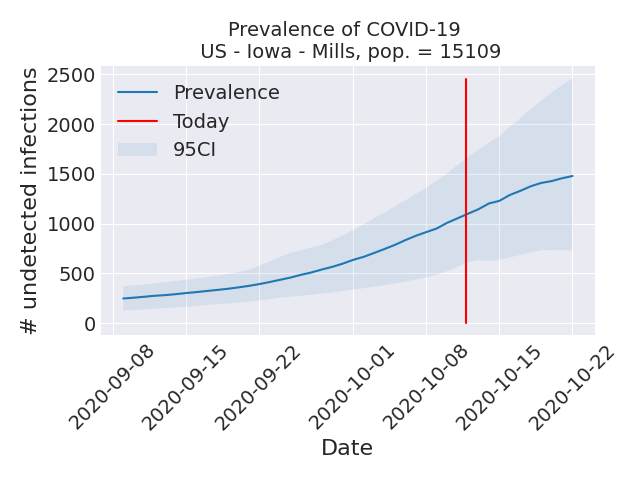 Prevalence of COVID-19
US - Iowa - Mills, pop. = 15109
# undetected infections
2500
2000
1500
1000
500
0
Prevalence
Today
95CI
2020-09-08
2020-09-15
2020-09-22
2020-10-01
2020-10-08
2020-10-15
2020-10-22
Date